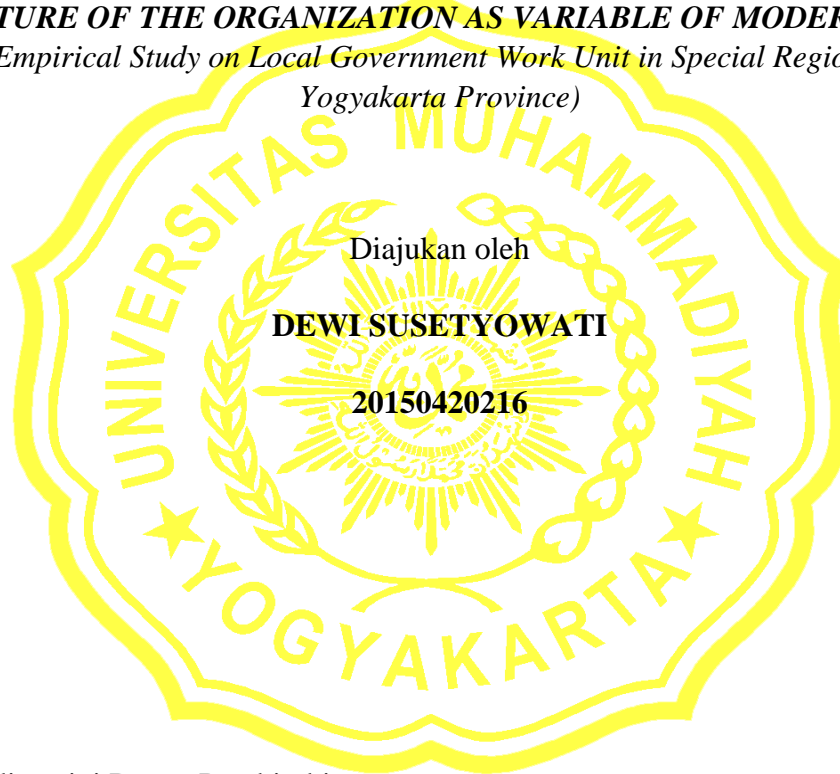 TURE OF THE ORGANIZATION AS VARIABLE OF MODER
Empirical Study on Local Government Work Unit in Special Regio
Yogyakarta Province)
UNIVERSITAS MUHAMMADIYAH
Diajukan oleh
DEWI SUSETYOWATI
20150420216
★ YOGYAKARTA ★